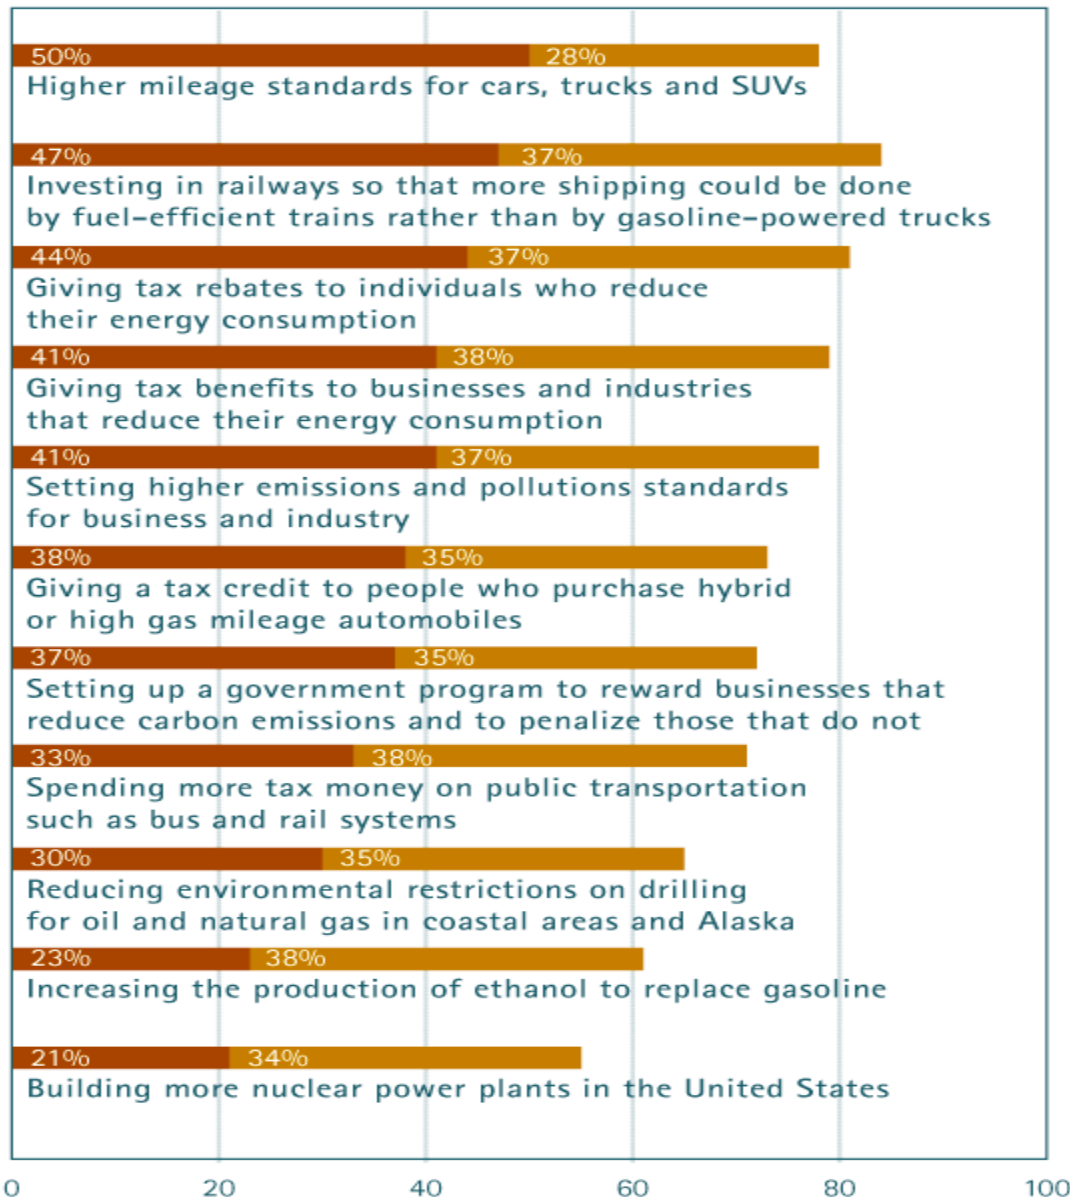 50% 28%
Higher mileage standards for cars, trucks and SUVs
47% 37%
Investing in railways so that more shipping could be done
by fuel-efficient trains rather than by gasoline-powered trucks
44% 37%
Giving tax rebates to individuals who reduce
their energy consumption
41% 38%
Giving tax benefits to businesses and industries
that reduce their energy consumption
41% 37%
Setting higher emissions and pollutions standards
for business and industry
38% 35%
Giving a tax credit to people who purchase hybrid
or high gas mileage automobiles
37% 35%
Setting up a government program to reward businesses that
reduce carbon emissions and to penalize those that do not
33% 38%
Spending more tax money on public transportation
such as bus and rail systems
30% 35%
Reducing environmental restrictions on drilling
for oil and natural gas in coastal areas and Alaska
23% 38%
Increasing the production of ethanol to replace gasoline
21% 34%
Building more nuclear power plants in the United States
0 20 40 60 80 100